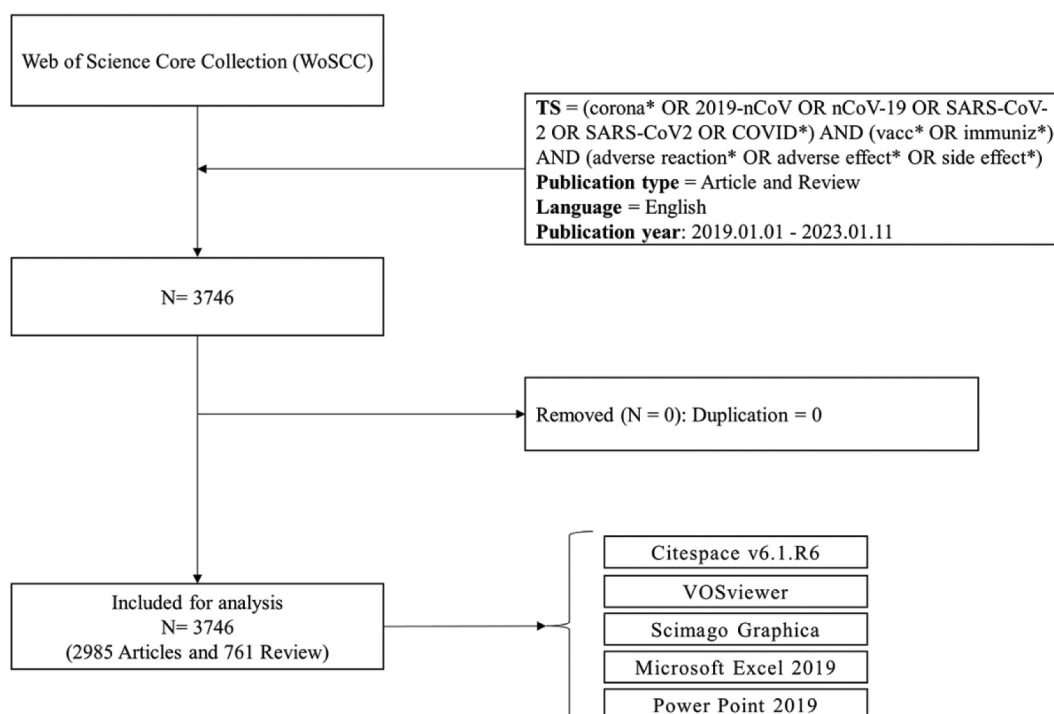 Web of Science Core Collection (WoSCC)
TS = (corona* OR 2019-nCoV OR nCoV-19 OR SARS-CoV-
2 OR SARS-CoV2 OR COVID*) AND (vacc* OR immuniz*)
AND (adverse reaction* OR adverse effect* OR side effect*)
Publication type = Article and Review
Language = English
Publication year: 2019.01.01 - 2023.01.11
N= 3746
Removed (N = 0): Duplication = 0
Included for analysis
N= 3746
(2985 Articles and 761 Review)
Citespace v6.1.R6
VOSviewer
Scimago Graphica
Microsoft Excel 2019
Power Point 2019